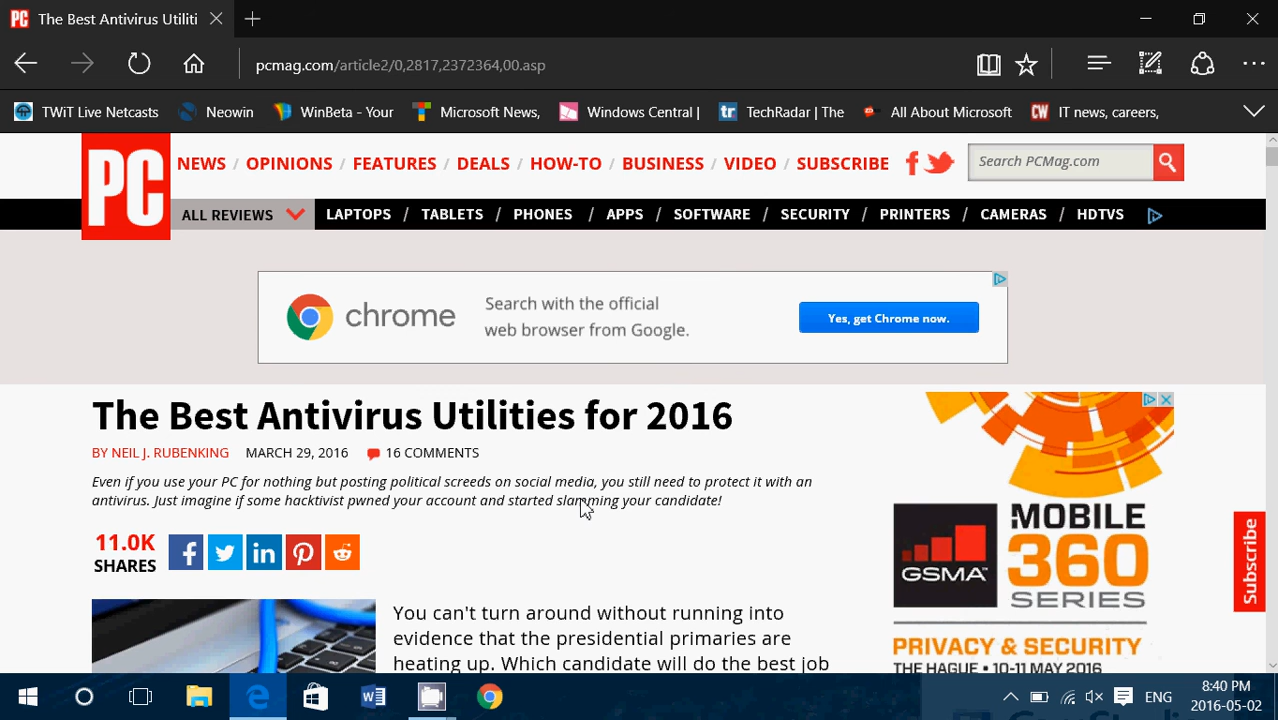 PC The Best Antivirus Utiliti
pcmag.com/article2/0,2817,2372364,00.asp
TWiT Live Netcasts Neowin WinBeta - Your Microsoft News, Windows Central | tr TechRadar | The All About Microsoft CW IT news, careers,
PC
NEWS / OPINIONS / FEATURES / DEALS / HOW-TO / BUSINESS / VIDEO / SUBSCRIBE f Search PCMag.com
ALL REVIEWS LAPTOPS / TABLETS / PHONES / APPS / SOFTWARE / SECURITY / PRINTERS / CAMERAS / HDTVS
chrome
Search with the official
web browser from Google.
Yes, get Chrome now.
The Best Antivirus Utilities for 2016
BY NEIL J. RUBENKING MARCH 29, 2016 16 COMMENTS
Even if you use your PC for nothing but posting political screeds on social media, you still need to protect it with an
antivirus. Just imagine if some hacktivist pwned your account and started slamming your candidate!
11.0K
SHARES
f in
You can't turn around without running into
evidence that the presidential primaries are
heating up. Which candidate will do the best job
GSMA
MOBILE
360
SERIES
PRIVACY & SECURITY
THE HAGUE • 10-11 MAY 2016
Subscribe
ENG
8:40 PM
2016-05-02